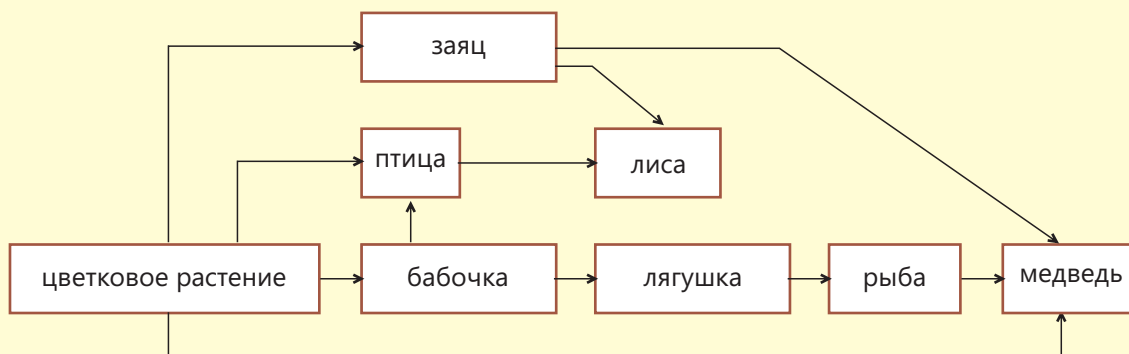 заяц
птица
лиса
цветковое растение
бабочка
лягушка
рыба
медведь